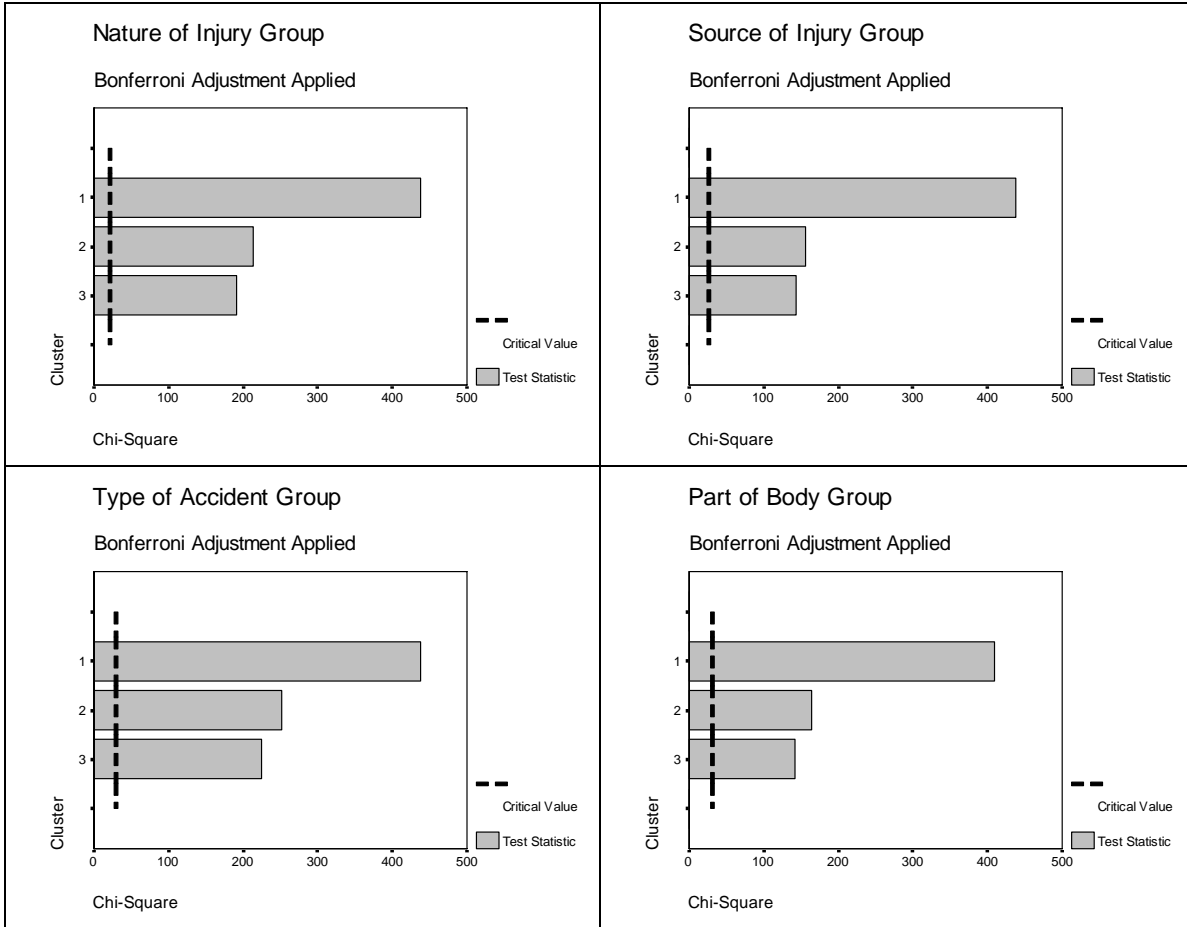 Nature of Injury Group
Bonferroni Adjustment Applied
1
2
3
Cluster
Critical Value
Test Statistic
0 100 200 300 400 500
Chi-Square
Source of Injury Group
Bonferroni Adjustment Applied
1
2
3
Cluster
Critical Value
Test Statistic
0 100 200 300 400 500
Chi-Square
Type of Accident Group
Bonferroni Adjustment Applied
1
2
3
Cluster
Critical Value
Test Statistic
0 100 200 300 400 500
Chi-Square
Part of Body Group
Bonferroni Adjustment Applied
1
2
3
Cluster
Critical Value
Test Statistic
0 100 200 300 400 500
Chi-Square